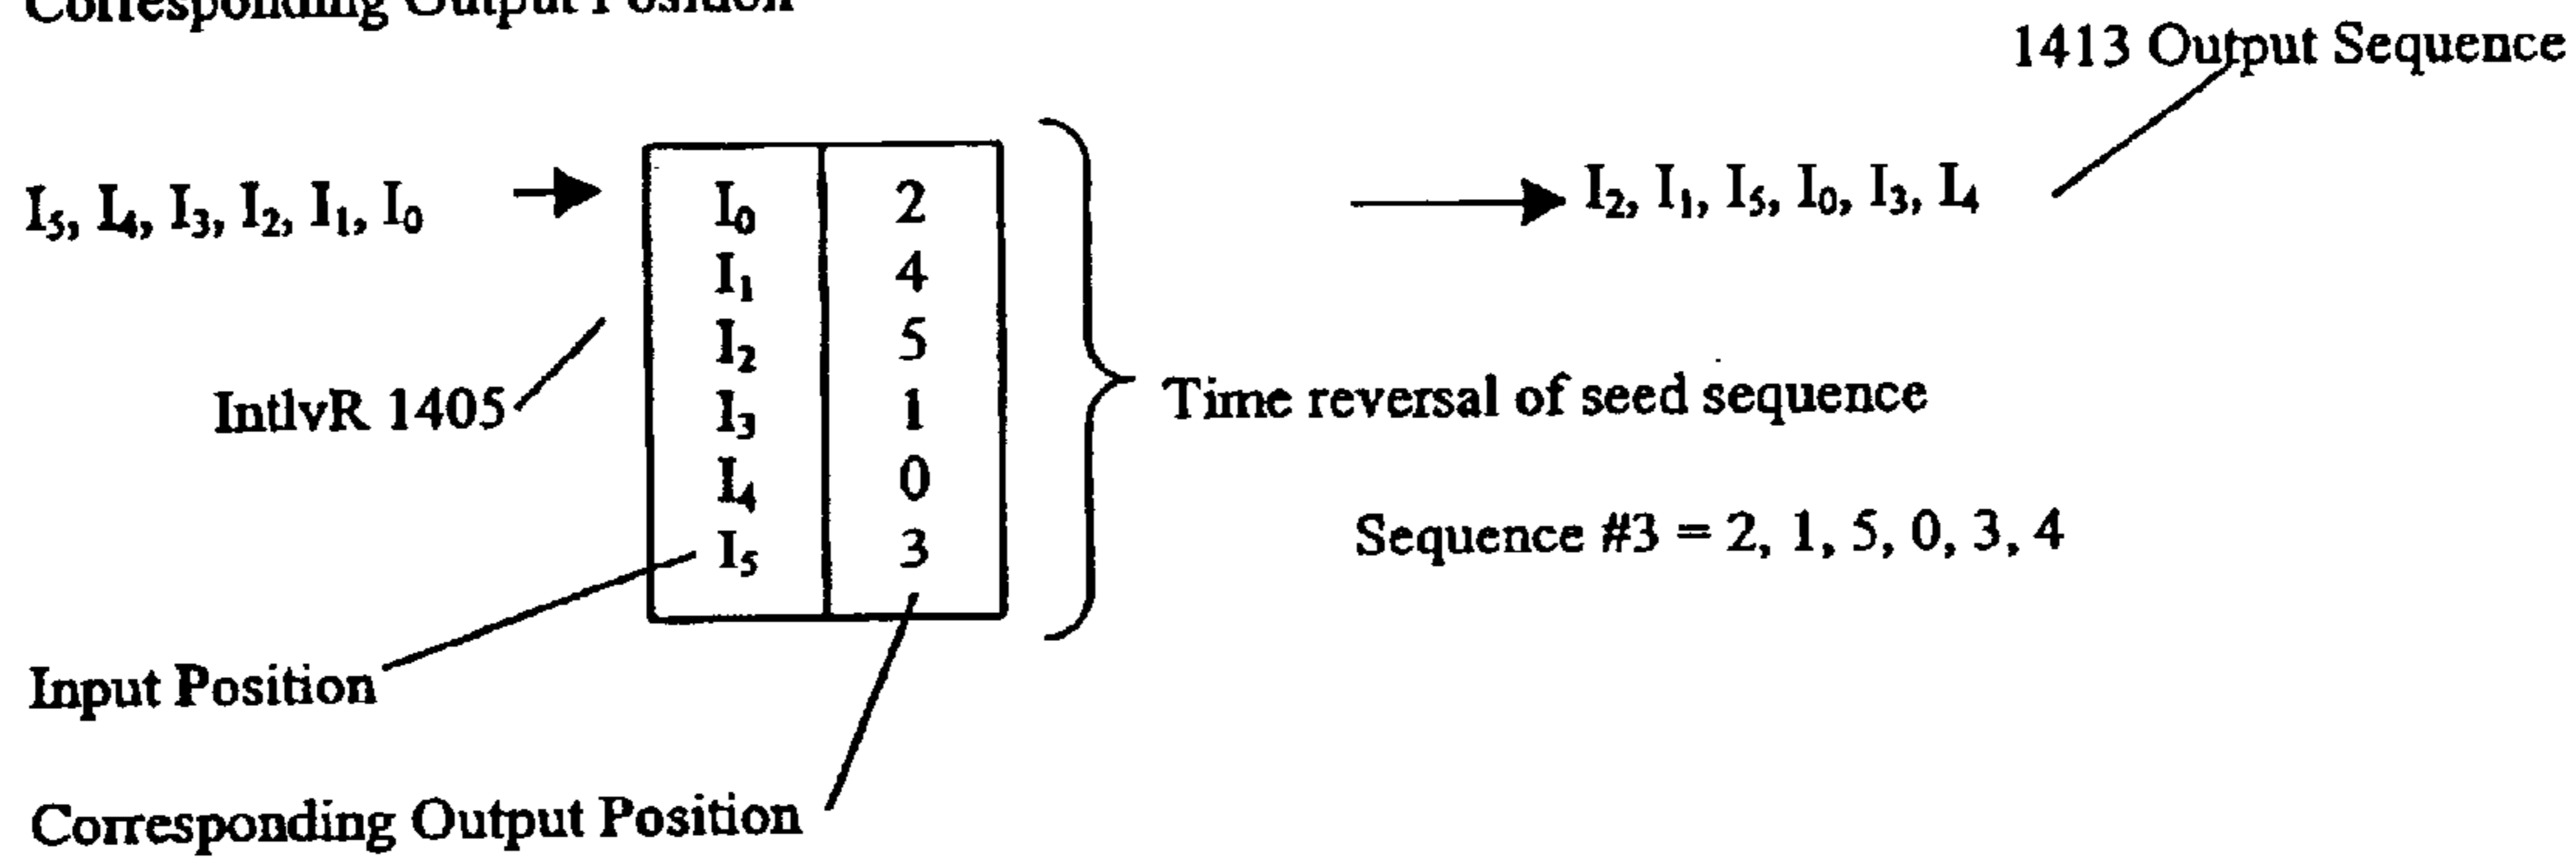 Corresponding Output Position
1413 Output Sequence
I₅, I₄, I₃, I₂, I₁, I₀
I₀ 2
I₁ 4
I₂ 5
I₃ 1
I₄ 0
I₅ 3
I₂, I₁, I₅, I₀, I₃, I₄
IntlvR 1405
Time reversal of seed sequence
Sequence #3 = 2, 1, 5, 0, 3, 4
Input Position
Corresponding Output Position